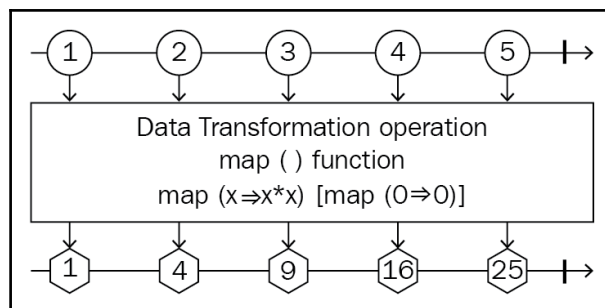 1 2 3 4 5
Data Transformation operation
map ( ) function
map (x⇒x*x) [map (0⇒0)]
1 4 9 16 25